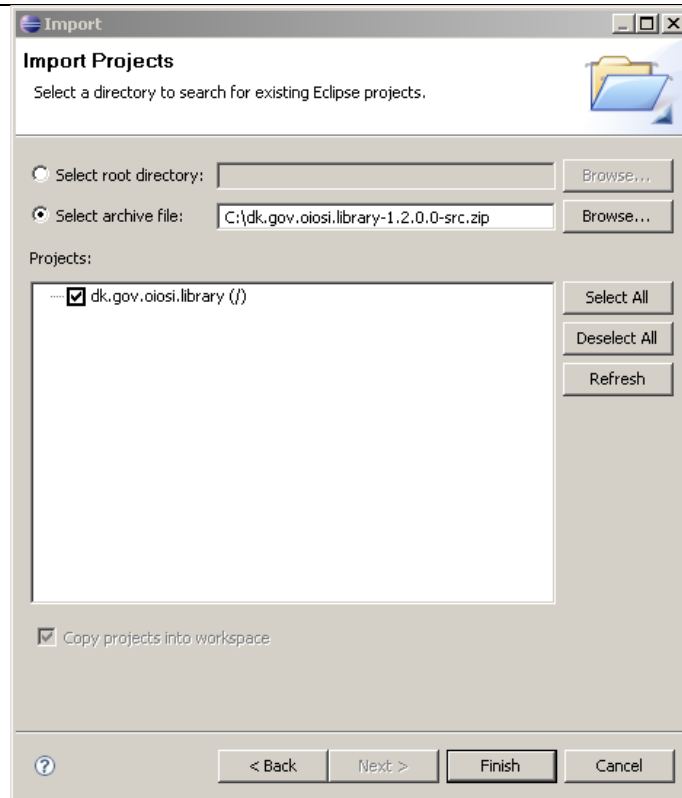 Import
Import Projects
Select a directory to search for existing Eclipse projects.
Select root directory:
Browse...
Select archive file:
C:\dk.gov.oiosi.library-1.2.0.0-src.zip
Browse...
Projects:
dk.gov.oiosi.library (/)
Select All
Deselect All
Refresh
Copy projects into workspace
?
< Back
Next >
Finish
Cancel